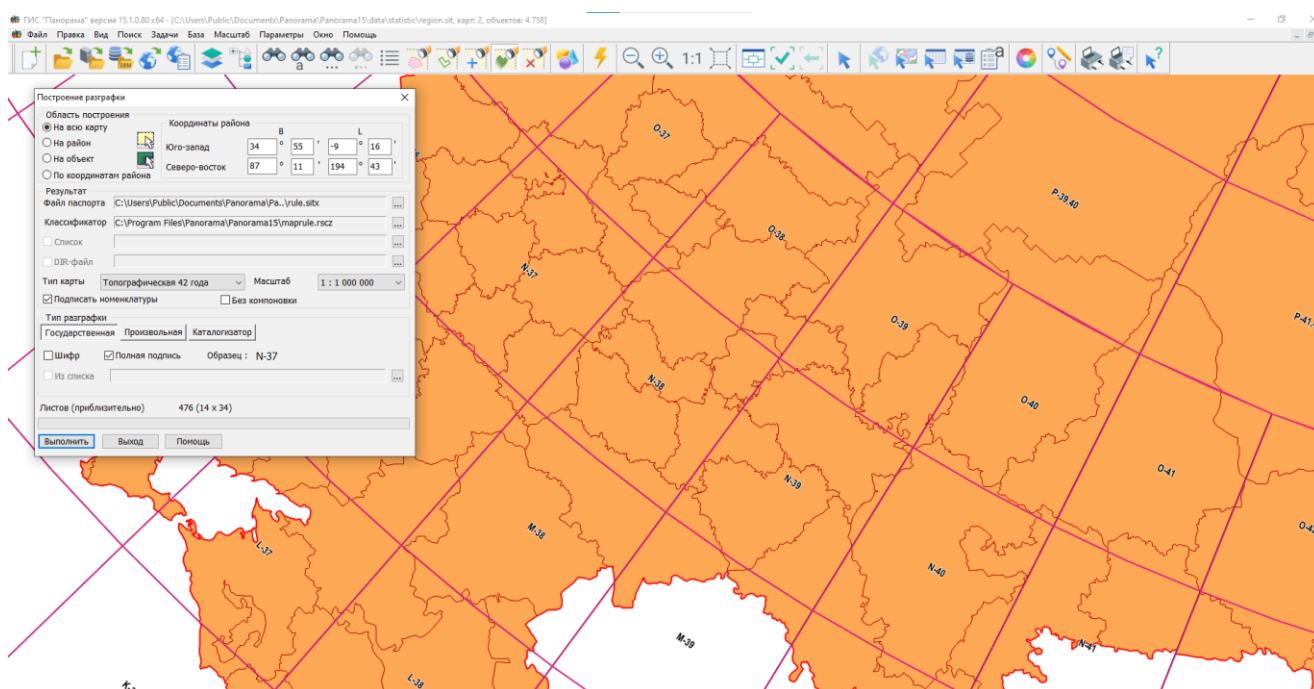 ГИС "Панорама" версия 15.1.0.80 x64 - [C:\Users\Public\Documents\Panorama\Panorama15\data\statistic\region.sit, карт: 2, объектов: 4 758]
Файл Правка Вид Поиск Задачи База Масштаб Параметры Окно Помощь
1:1
Построение разграфки
Область построения
На всю карту
На район
На объект
По координатам района
Координаты района
B L
Юго-запад 34 ° 55 ' -9 ° 16 '
Северо-восток 87 ° 11 ' 194 ° 43 '
Результат
Файл паспорта C:\Users\Public\Documents\Panorama\Pa..\rule.sitx ...
Классификатор C:\Program Files\Panorama\Panorama15\maprule.rscz ...
Список ...
DIR-файл ...
Тип карты Топографическая 42 года Масштаб 1 : 1 000 000
Подписать номенклатуры Без компоновки
Тип разграфки
Государственная Произвольная Каталогизатор
Шифр Полная подпись Образец : N-37
Из списка ...
Листов (приблизительно) 476 (14 x 34)
Выполнить Выход Помощь
O-37
P-39,40
O-38
N-37
O-39
N-38
O-40
O-41
N-39
M-38
L-37
N-40
M-39
N-41
L-38